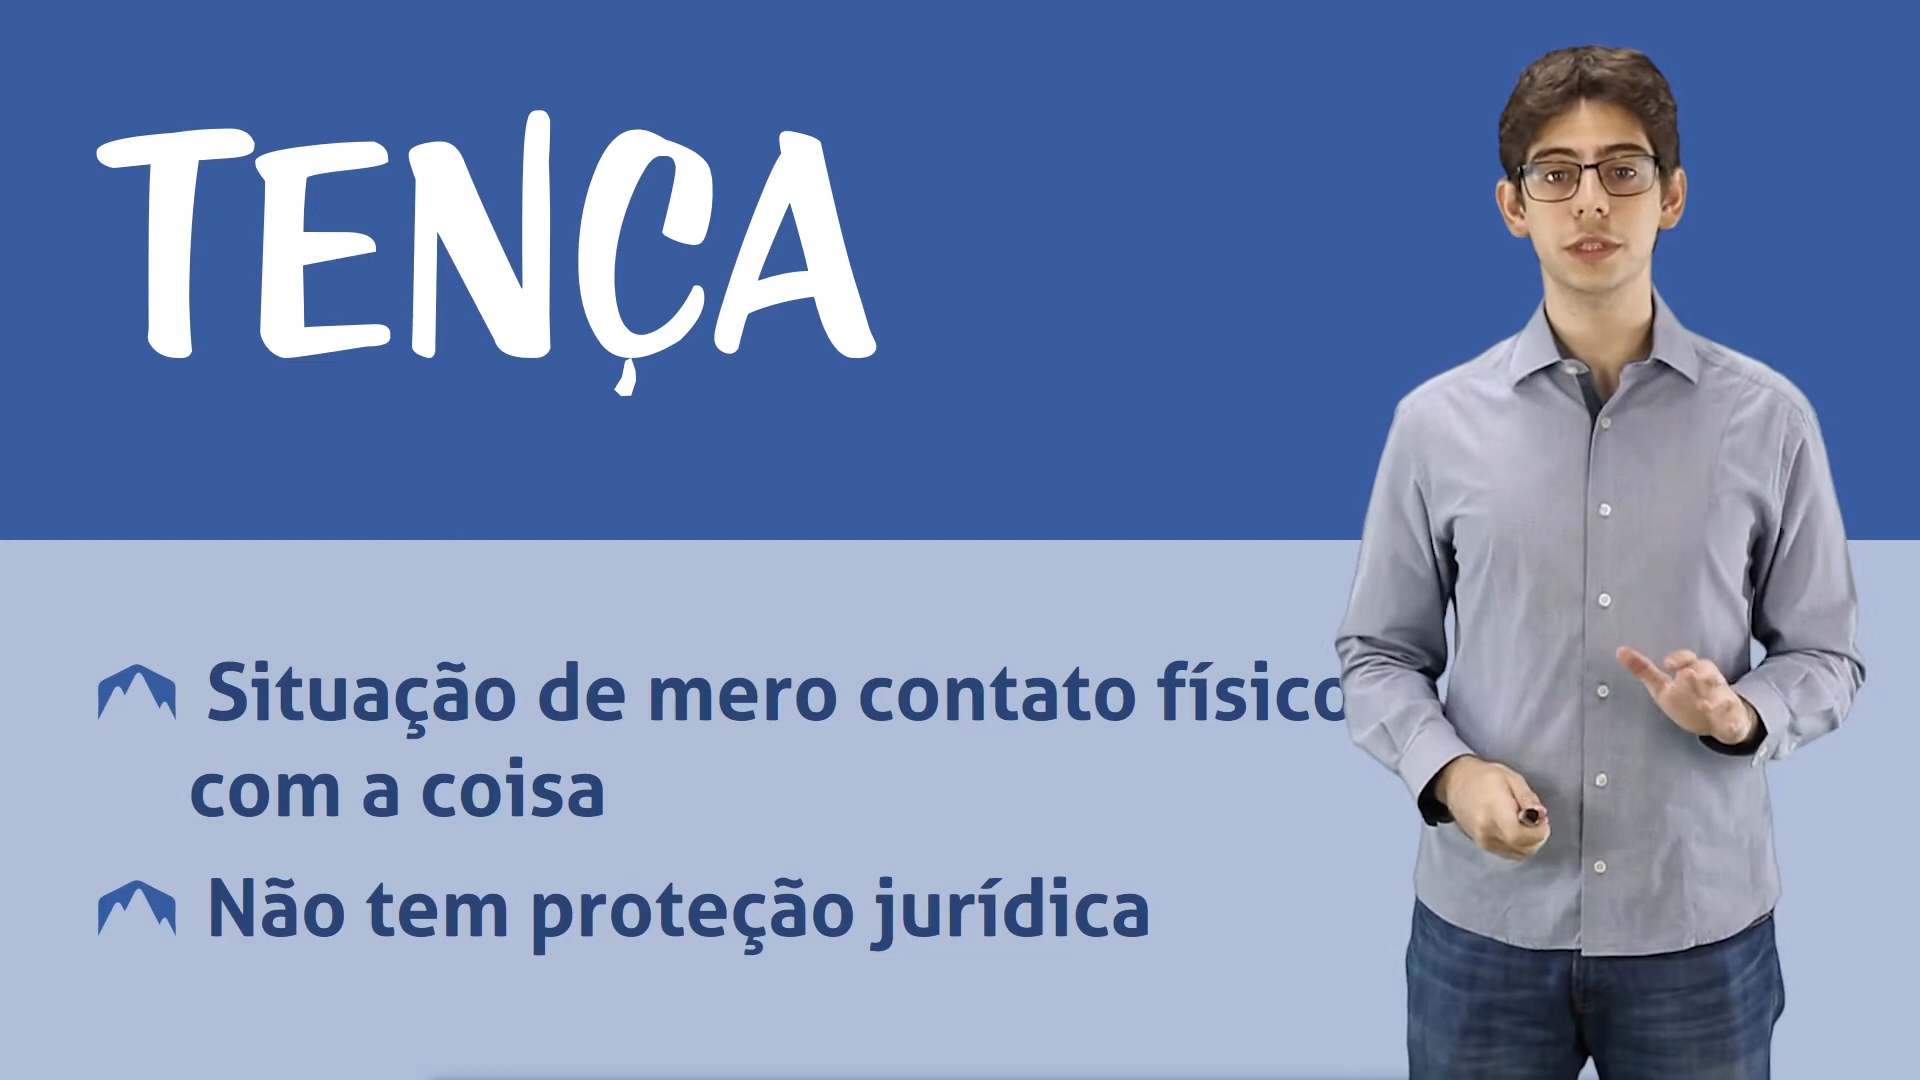 TENÇA
Situação de mero contato físico
com a coisa
Não tem proteção jurídica